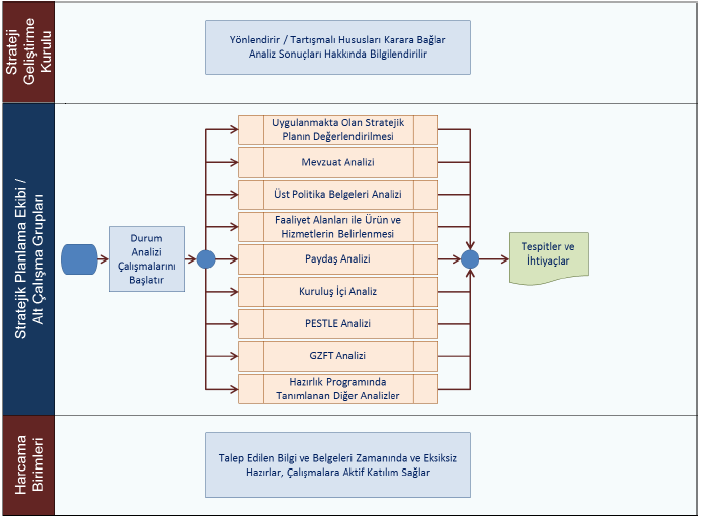 Strateji
Geliştirme
Kurulu
Yönlendirir / Tartışmalı Hususları Karara Bağlar
Analiz Sonuçları Hakkında Bilgilendirilir
Stratejik Planlama Ekibi /
Alt Çalışma Grupları
Durum
Analizi
Çalışmalarını
Başlatır
Uygulanmakta Olan Stratejik
Planın Değerlendirilmesi
Mevzuat Analizi
Üst Politika Belgeleri Analizi
Faaliyet Alanları ile Ürün ve
Hizmetlerin Belirlenmesi
Paydaş Analizi
Kuruluş İçi Analiz
PESTLE Analizi
GZFT Analizi
Hazırlık Programında
Tanımlanan Diğer Analizler
Tespitler ve
İhtiyaçlar
Harcama
Birimleri
Talep Edilen Bilgi ve Belgeleri Zamanında ve Eksiksiz
Hazırlar, Çalışmalara Aktif Katılım Sağlar